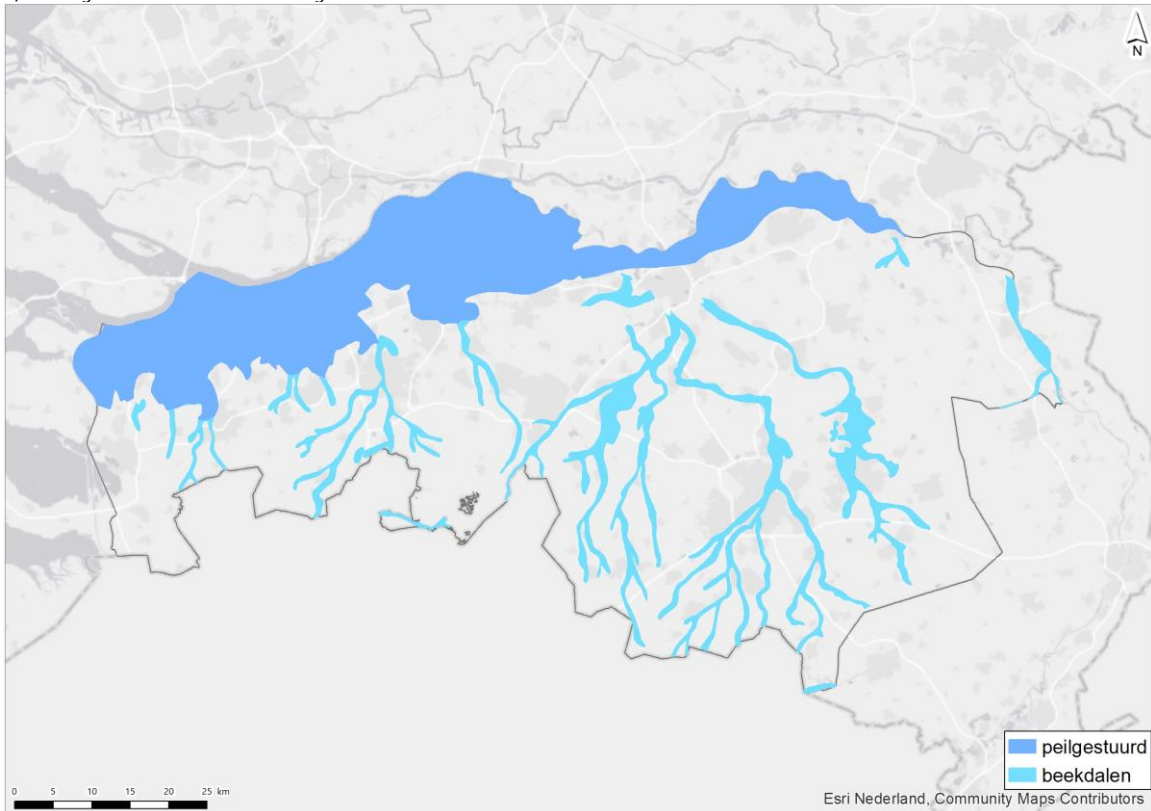 N
peilgestuurd
beekdalen
0 5 10 15 20 25 km
Esri Nederland, Community Maps Contributors